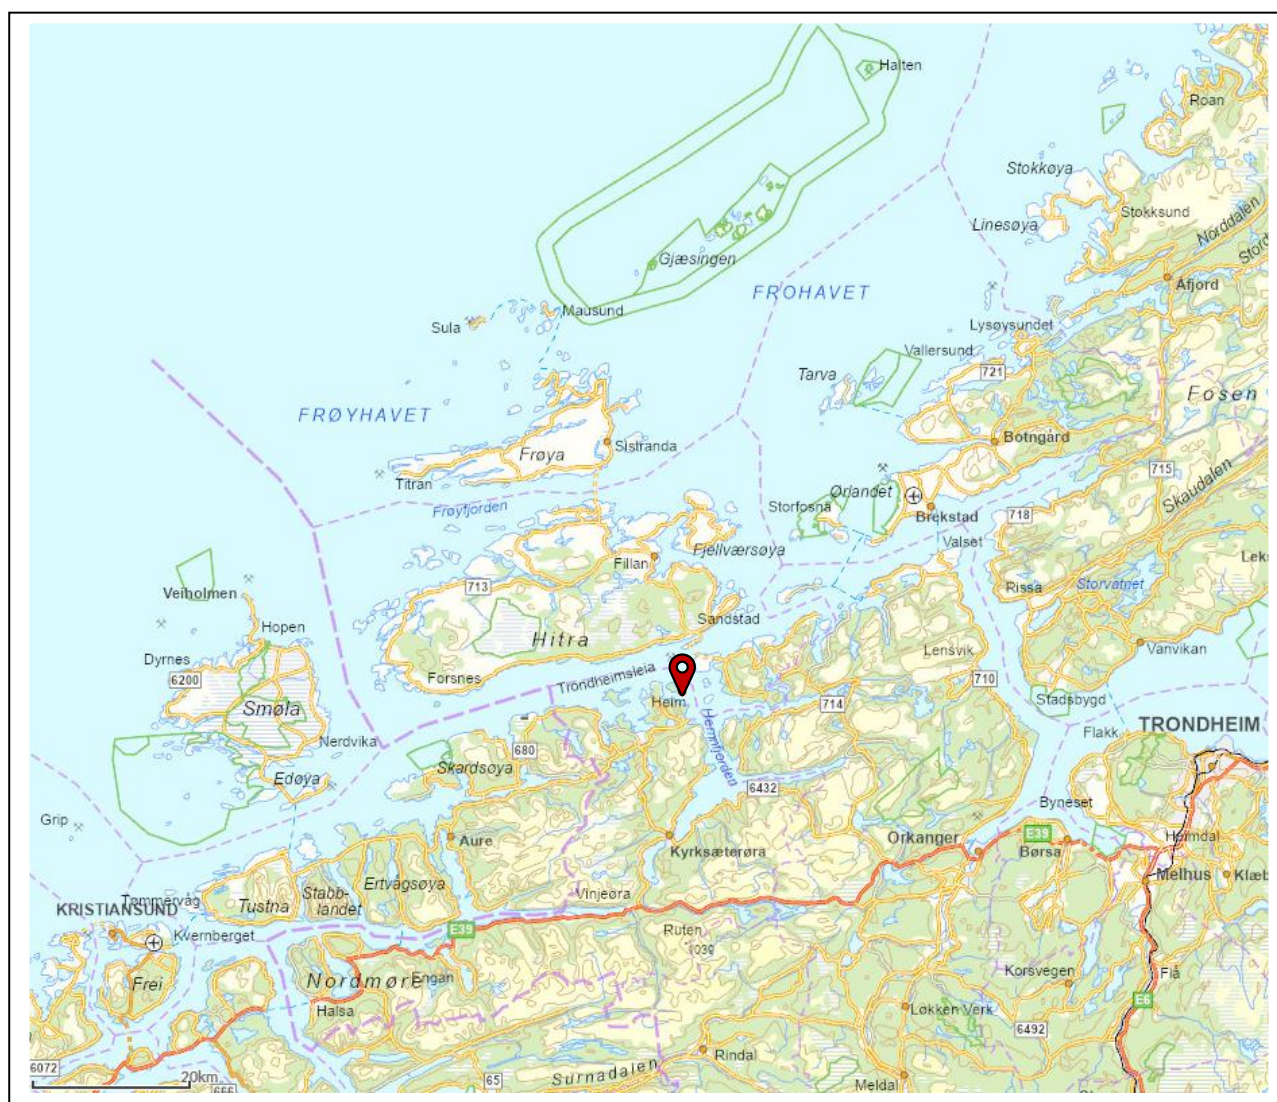 Halten
Roan
Stokkøya
Stokksund
Linesøya
Norddalen
Gjæsingen
FROHAVET
Åfjord
Mausund
Sula
Lysøysundet
Vallersund
Tarva
721
Fosen
FRØYHAVET
Sistranda
Frøya
Botngård
Titran
715
Skaudalen
Ørlandet
Storfosna
Brekstad
718
Frøyfjorden
Fjellværsøya
Valset
Fillan
Storvatnet
Rissa
713
Veiholmen
Sandstad
Hopen
Hitra
Vanvikan
Lensvik
Dyrnes
6200
Trondheimsleia
Forsnes
710
Stadsbygd
Heim
714
Smøla
Hemnfjorden
TRONDHEIM
Flakk
Nerdvika
680
Skardsøya
Edøya
6432
Byneset
Grip
Aure
Orkanger
E39
Børsa
Heimdal
Kyrksæterøra
Melhus
Ertvågsøya
Stabb-
landet
Vinjeøra
Tømmervåg
Tustna
KRISTIANSUND
E39
Ruten
1039
Kvernberget
Korsvegen
Flå
Frei
Nordmøre
Engan
Halsa
Løkken Verk
E6
6492
Rindal
6072
20km
65
Surnadalen
Meldal